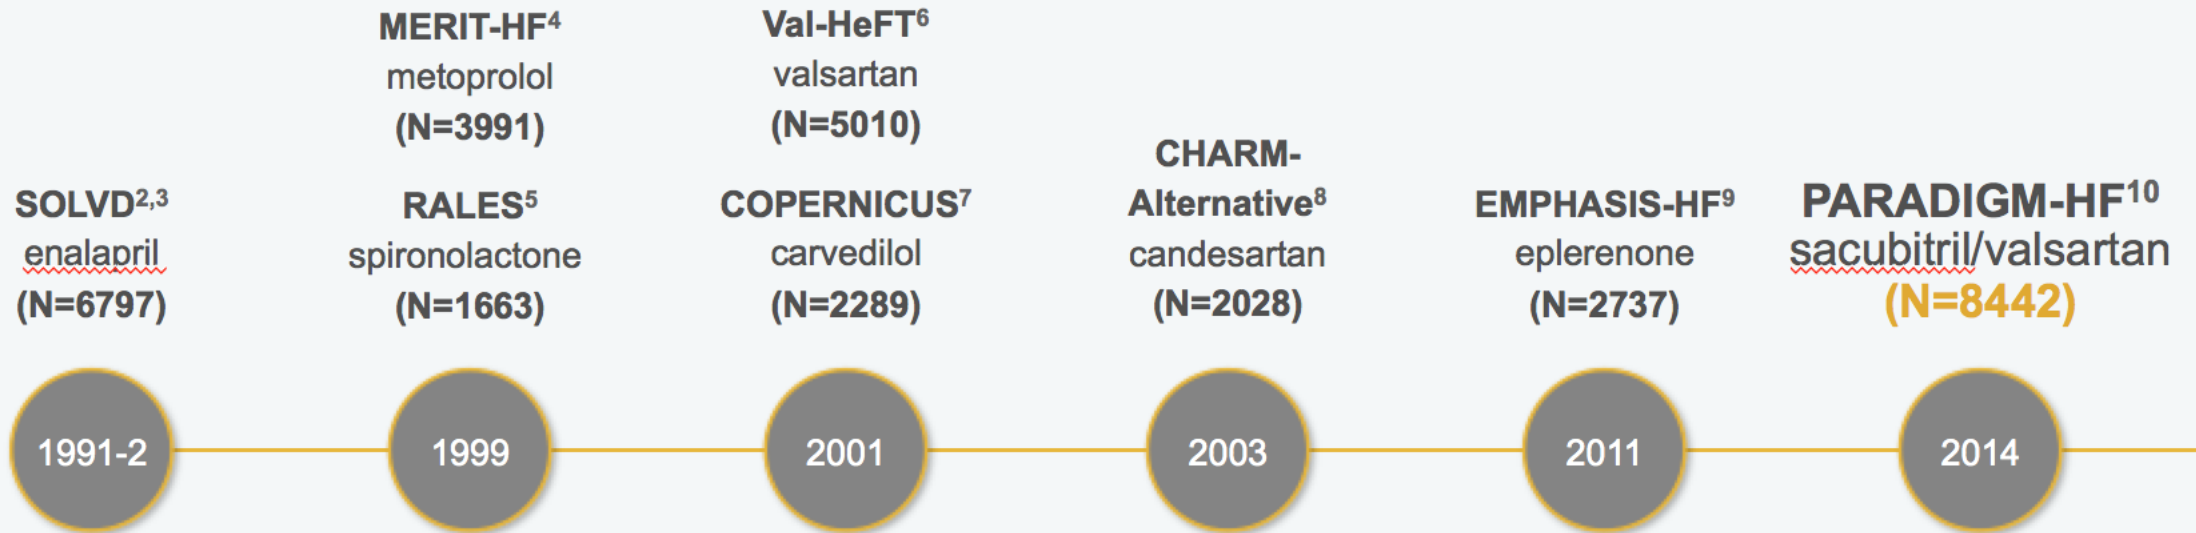 MERIT-HF4
metoprolol
(N=3991)
Val-HeFT6
valsartan
(N=5010)
SOLVD2,3
enalapril
(N=6797)
RALES5
spironolactone
(N=1663)
COPERNICUS7
carvedilol
(N=2289)
CHARM-
Alternative8
candesartan
(N=2028)
EMPHASIS-HF9
eplerenone
(N=2737)
PARADIGM-HF10
sacubitril/valsartan
(N=8442)
1991-2
1999
2001
2003
2011
2014